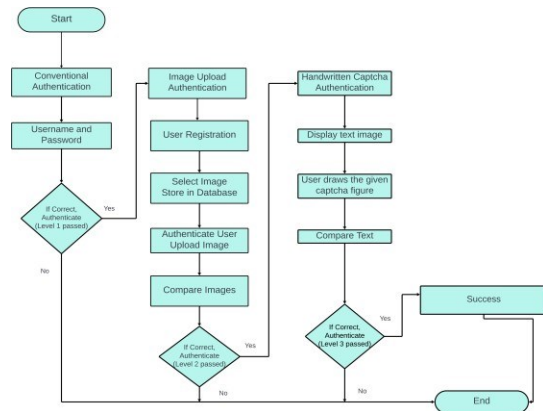 Start
Conventional
Authentication
Username and
Password
If Correct,
Authenticate
(Level 1 passed)
Yes
No
Image Upload
Authentication
User Registration
Select Image
Store in Database
Authenticate User
Upload Image
Compare Images
If Correct,
Authenticate
(Level 2 passed)
Yes
No
Handwritten Captcha
Authentication
Display text image
User draws the given
captcha figure
Compare Text
If Correct,
Authenticate
(Level 3 passed)
Yes
No
Success
End